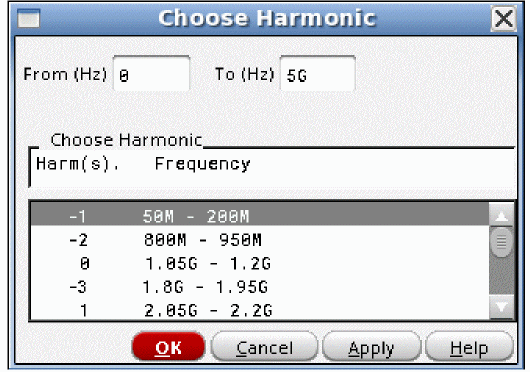 Choose Harmonic
From (Hz) 0 To (Hz) 5G
Choose Harmonic
Harm(s). Frequency
-1 50M - 200M
-2 800M - 950M
0 1.05G - 1.2G
-3 1.8G - 1.95G
1 2.05G - 2.2G
OK Cancel Apply Help